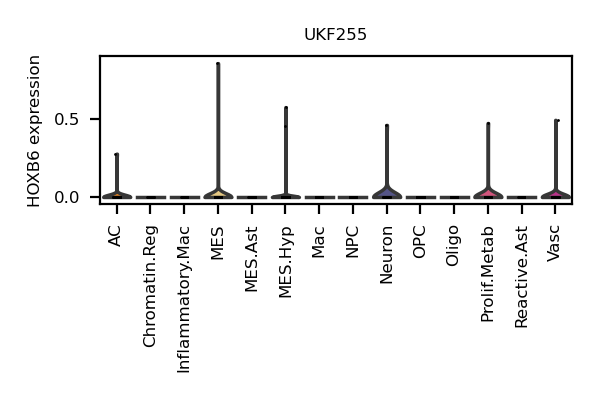 UKF255
HOXB6 expression
0.5
0.0
AC
Chromatin.Reg
Inflammatory.Mac
MES
MES.Ast
MES.Hyp
Mac
NPC
Neuron
OPC
Oligo
Prolif.Metab
Reactive.Ast
Vasc